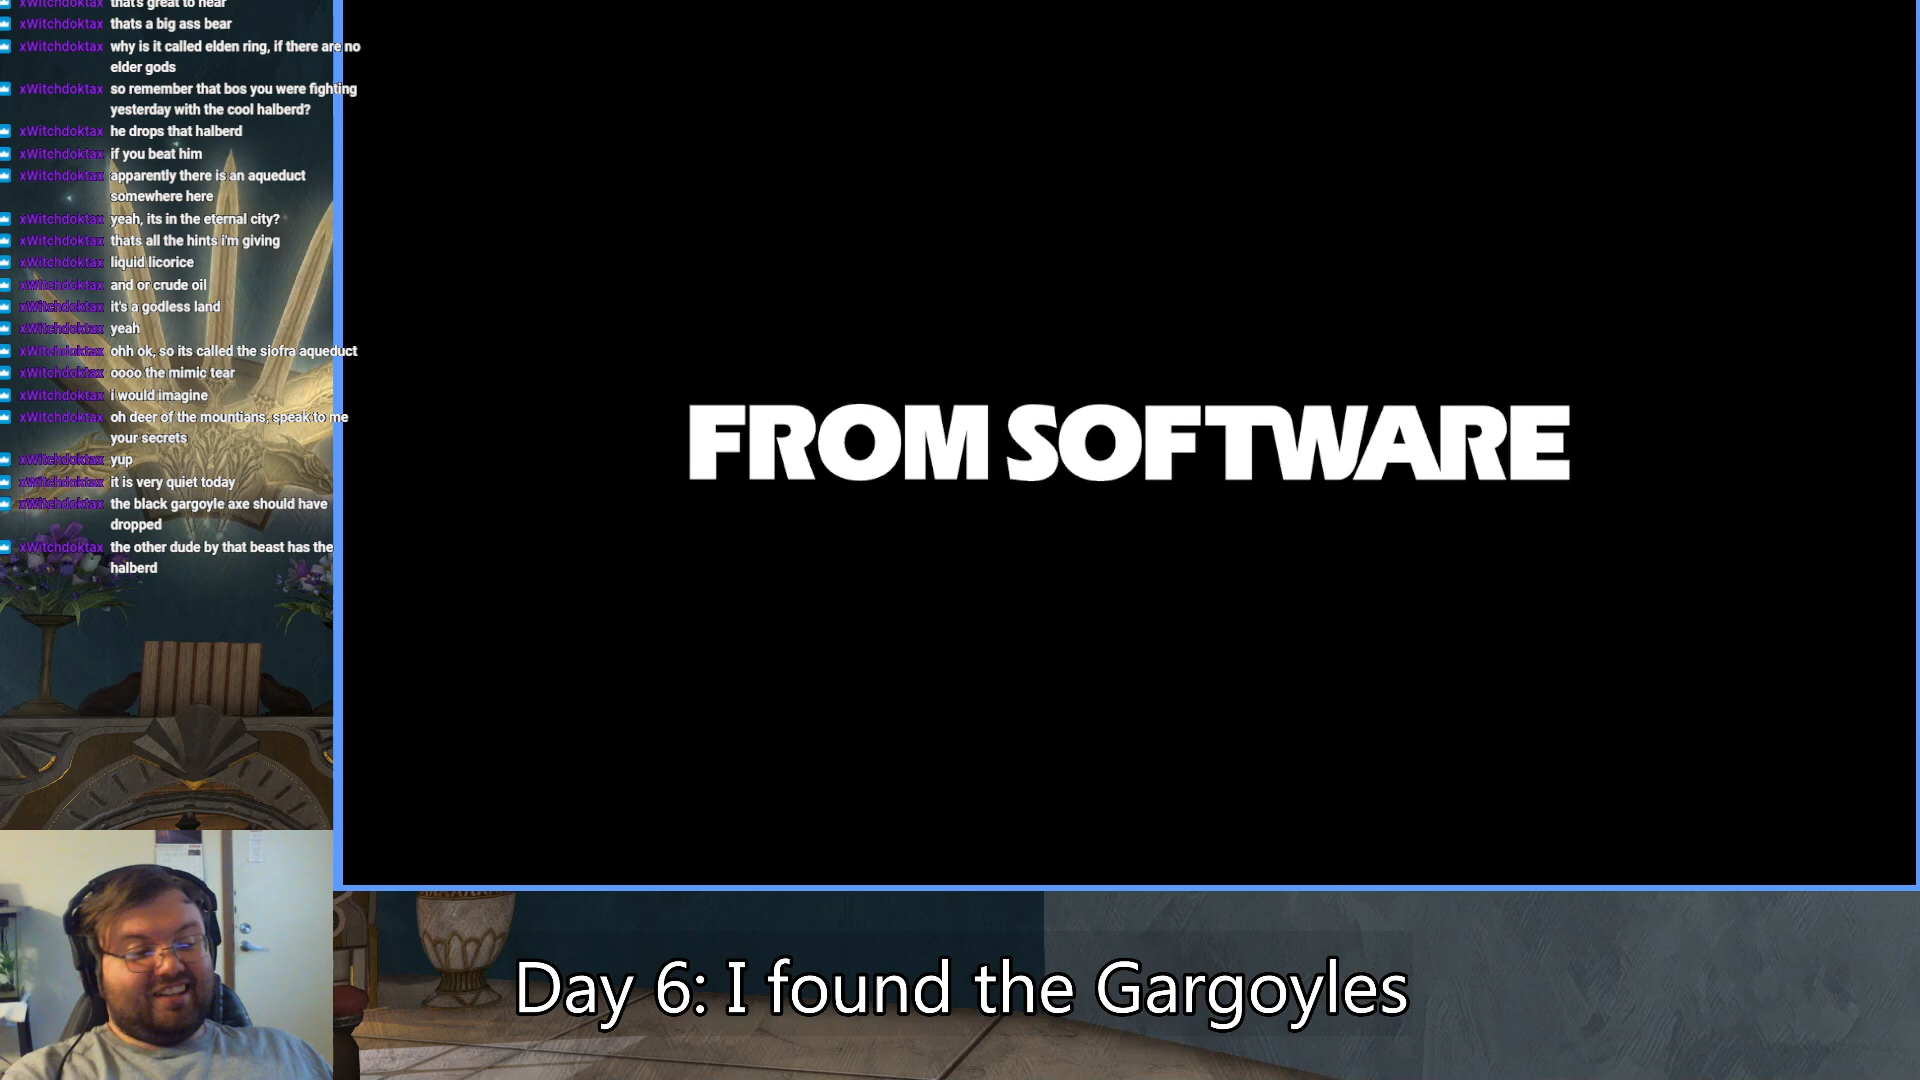 xWitchdoktax that's great to hear
xWitchdoktax thats a big ass bear
xWitchdoktax why is it called elden ring, if there are no
elder gods
xWitchdoktax so remember that bos you were fighting
yesterday with the cool halberd?
xWitchdoktax he drops that halberd
xWitchdoktax if you beat him
xWitchdoktax apparently there is an aqueduct
somewhere here
xWitchdoktax yeah, its in the eternal city?
xWitchdoktax thats all the hints i'm giving
xWitchdoktax liquid licorice
xWitchdoktax and or crude oil
xWitchdoktax it's a godless land
xWitchdoktax yeah
xWitchdoktax ohh ok, so its called the siofra aqueduct
xWitchdoktax oooo the mimic tear
xWitchdoktax i would imagine
xWitchdoktax oh deer of the mountians, speak to me
your secrets
xWitchdoktax yup
xWitchdoktax it is very quiet today
xWitchdoktax the black gargoyle axe should have
dropped
xWitchdoktax the other dude by that beast has the
halberd
FROM SOFTWARE
Day 6: I found the Gargoyles